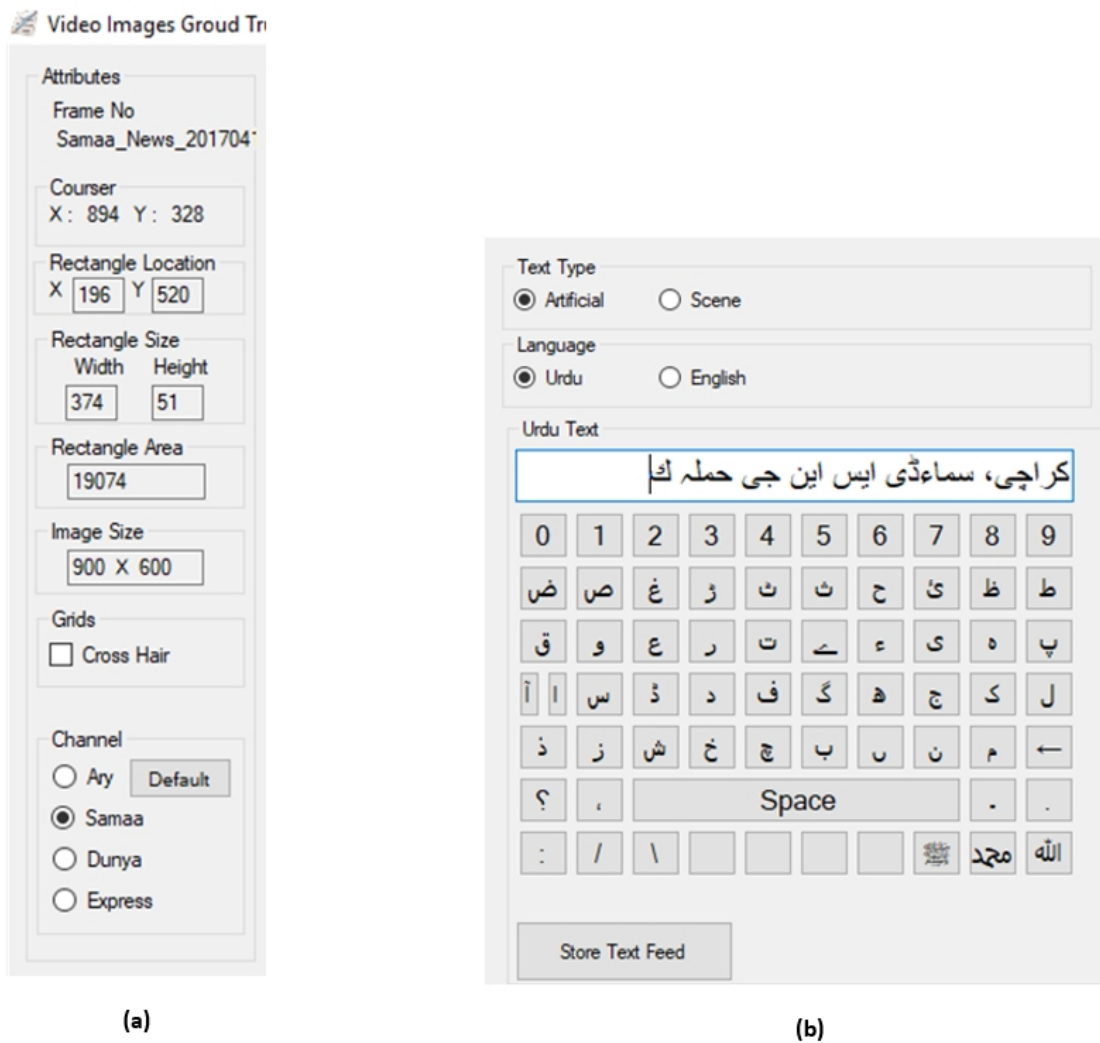 Video Images Groud Tru
Attributes
Frame No
Samaa_News_201704
Courser
X : 894 Y : 328
Rectangle Location
X 196 Y 520
Rectangle Size
Width Height
374 51
Rectangle Area
19074
Image Size
900 X 600
Grids
Cross Hair
Channel
Ary Default
Samaa
Dunya
Express
(a)
Text Type
Artificial Scene
Language
Urdu English
Urdu Text
کراچی، سماءڈی ایس این جی حملہ ك
0 1 2 3 4 5 6 7 8 9
ض ص غ ڑ ٹ ث ح ئ ظ ط
ق و ع ر ت ے ء ی ہ پ
آ ا س ڈ د ف گ ھ ج ک ل
ذ ز ش خ چ ب ں ن م ←
؟ ، Space ۔ .
: / \ ﷺ محمد الله
Store Text Feed
(b)